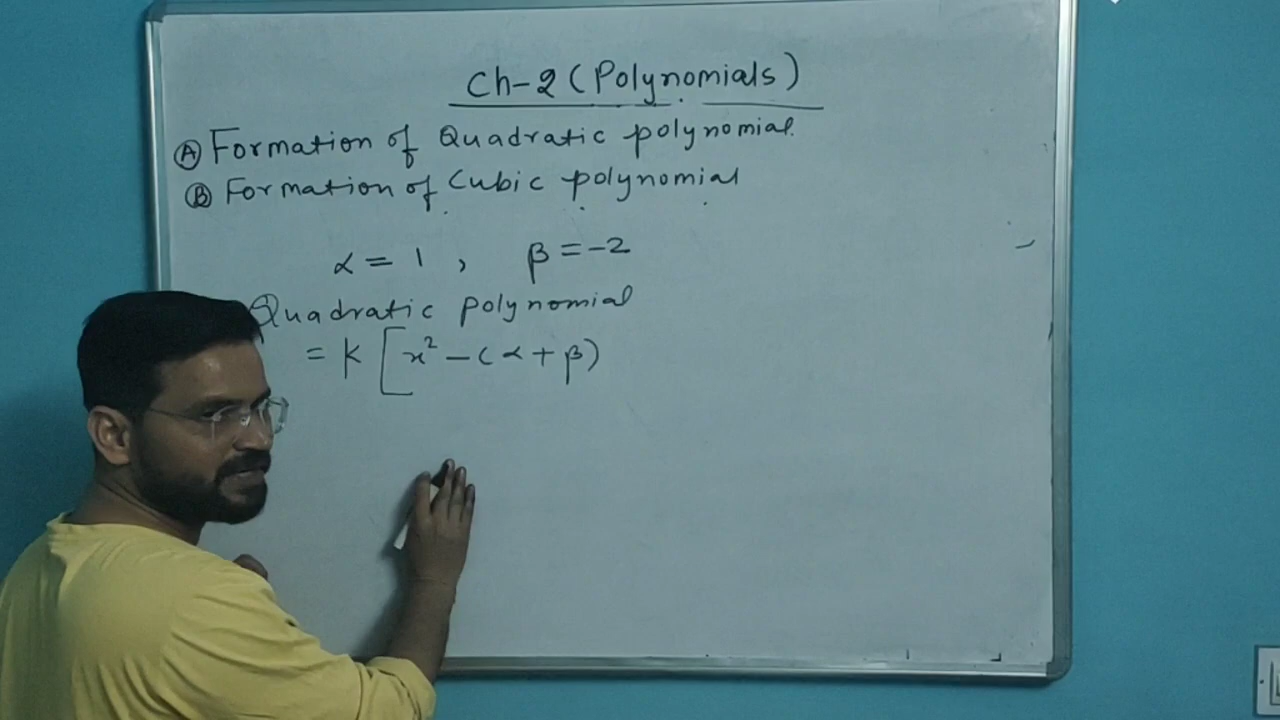 Ch-2 (Polynomials)
Ⓐ Formation of Quadratic polynomial.
Ⓑ Formation of Cubic polynomial
α = 1 , β = -2
Quadratic polynomial
= K [x² - (α + β)